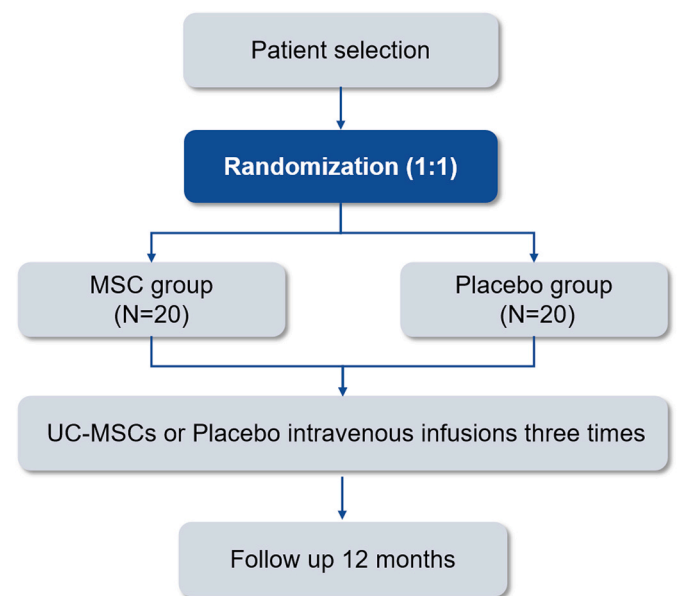 Patient selection
Randomization (1:1)
MSC group
(N=20)
Placebo group
(N=20)
UC-MSCs or Placebo intravenous infusions three times
Follow up 12 months